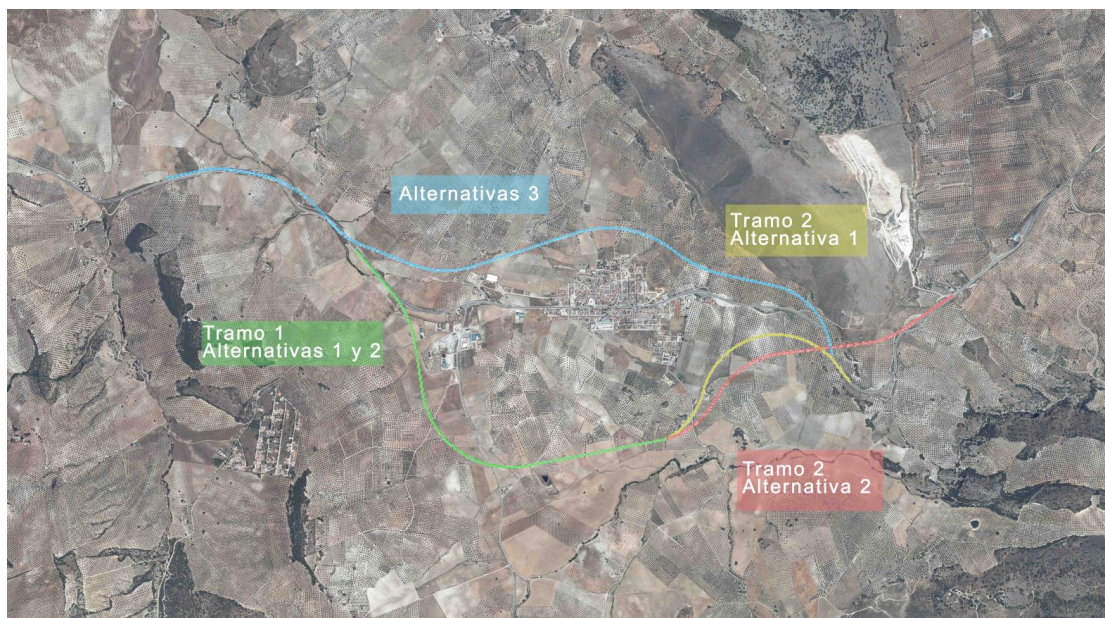 Alternativas 3
Tramo 2
Alternativa 1
Tramo 1
Alternativas 1 y 2
Tramo 2
Alternativa 2